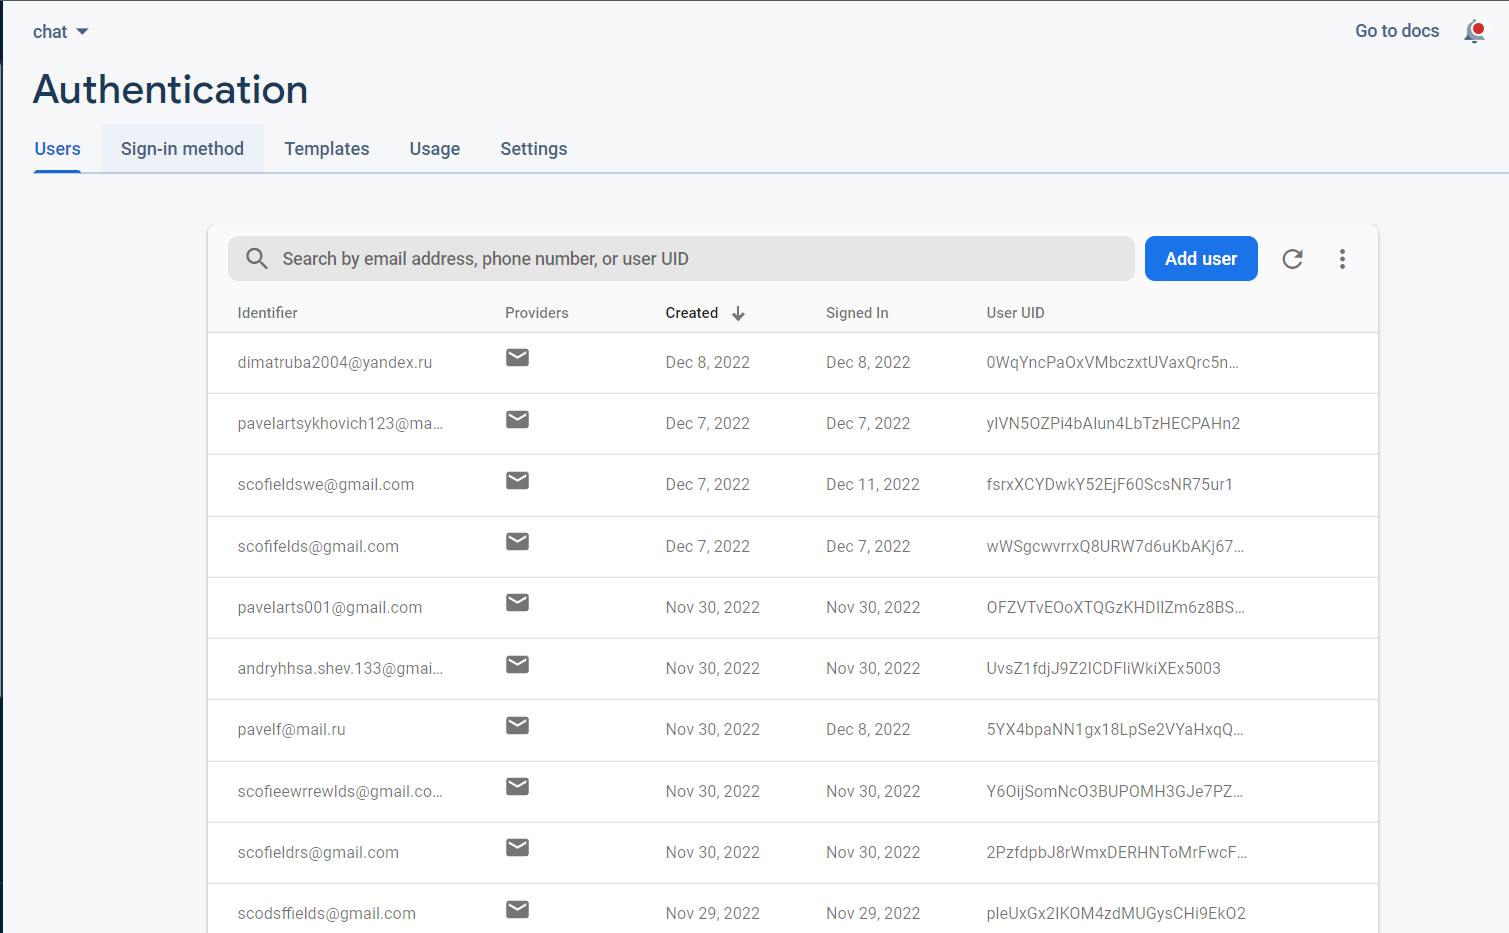 chat
Go to docs
Authentication
Users Sign-in method Templates Usage Settings
Search by email address, phone number, or user UID
Add user
Identifier Providers Created Signed In User UID
dimatruba2004@yandex.ru Dec 8, 2022 Dec 8, 2022 0WqYncPaOxVMbczxtUVaxQrc5n...
pavelartsykhovich123@ma... Dec 7, 2022 Dec 7, 2022 yIVN5OZPi4bAIun4LbTzHECPAHn2
scofieldswe@gmail.com Dec 7, 2022 Dec 11, 2022 fsrxXCYDwkY52EjF60ScsNR75ur1
scofifelds@gmail.com Dec 7, 2022 Dec 7, 2022 wWSgcwvrrxQ8URW7d6uKbAKj67...
pavelarts001@gmail.com Nov 30, 2022 Nov 30, 2022 OFZVTvEOoXTQGzKHDIIZm6z8BS...
andryhhsa.shev.133@gmai... Nov 30, 2022 Nov 30, 2022 UvsZ1fdjJ9Z2ICDFIiWkiXEx5003
pavelf@mail.ru Nov 30, 2022 Dec 8, 2022 5YX4bpaNN1gx18LpSe2VYaHxqQ...
scofieewrrewlds@gmail.co... Nov 30, 2022 Nov 30, 2022 Y6OijSomNcO3BUPOMH3GJe7PZ...
scofieldrs@gmail.com Nov 30, 2022 Nov 30, 2022 2PzfdpbJ8rWmxDERHNToMrFwcF...
scodsffields@gmail.com Nov 29, 2022 Nov 29, 2022 pleUxGx2IKOM4zdMUGysCHi9EkO2